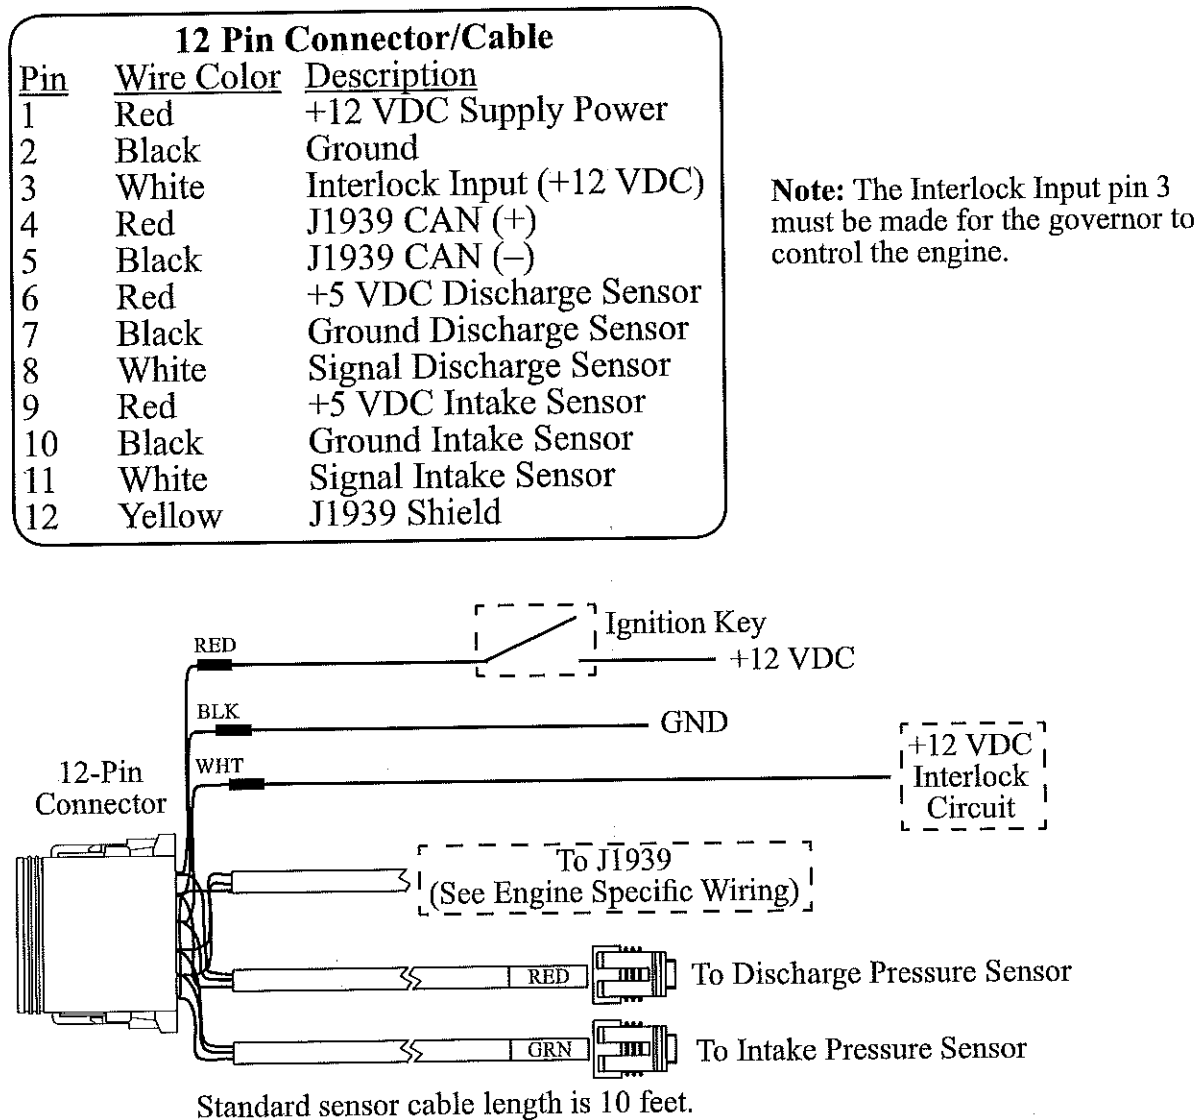 12 Pin Connector/Cable
Pin Wire Color Description
1 Red +12 VDC Supply Power
2 Black Ground
3 White Interlock Input (+12 VDC)
4 Red J1939 CAN (+)
5 Black J1939 CAN (–)
6 Red +5 VDC Discharge Sensor
7 Black Ground Discharge Sensor
8 White Signal Discharge Sensor
9 Red +5 VDC Intake Sensor
10 Black Ground Intake Sensor
11 White Signal Intake Sensor
12 Yellow J1939 Shield
Note: The Interlock Input pin 3
must be made for the governor to
control the engine.
Ignition Key
RED
+12 VDC
BLK
GND
WHT
+12 VDC
Interlock
Circuit
12-Pin
Connector
To J1939
(See Engine Specific Wiring)
RED
To Discharge Pressure Sensor
GRN
To Intake Pressure Sensor
Standard sensor cable length is 10 feet.